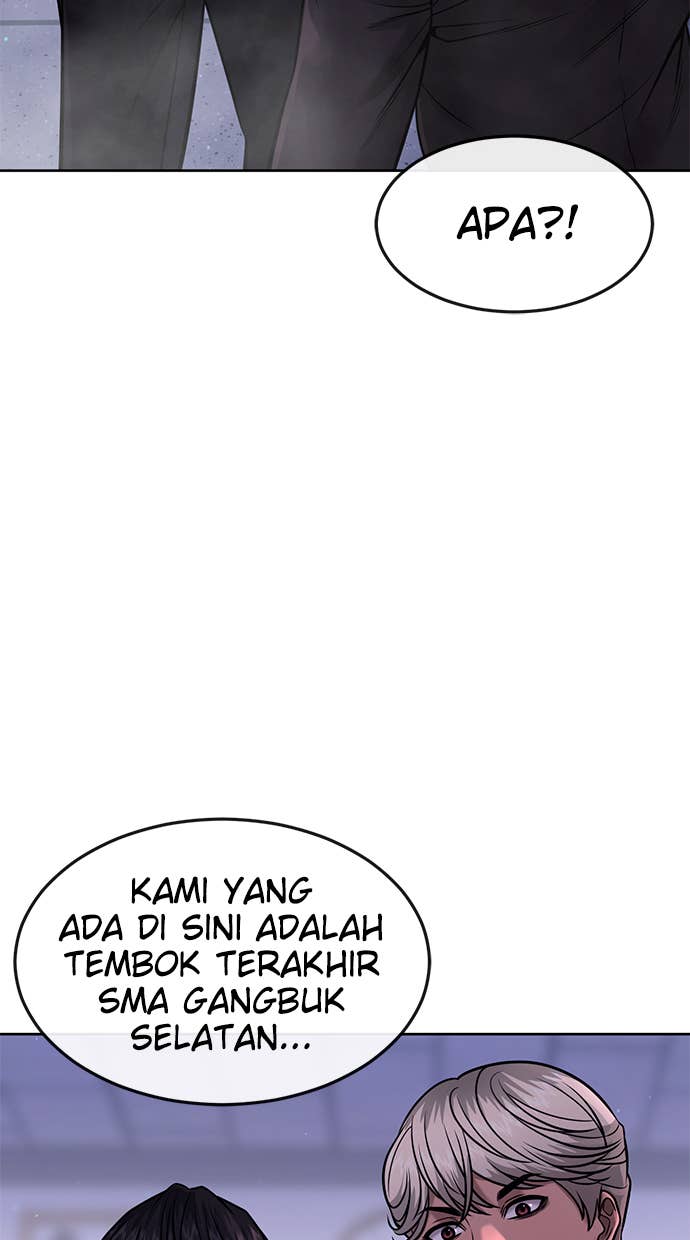 APA?!
KAMI YANG
ADA DI SINI ADALAH
TEMBOK TERAKHIR
SMA GANGBUK
SELATAN...